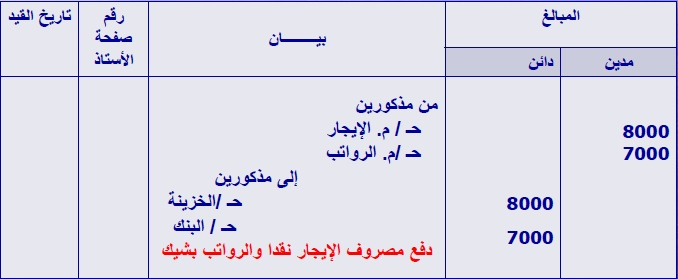 المبالغ
بيـــــــان
رقم صفحة الأستاذ
تاريخ القيد
مدين
دائن
من مذكورين
8000 حـ / م. الإيجار
7000 حـ /م. الرواتب
إلى مذكورين
8000 حـ /الخزينة
7000 حـ / البنك
دفع مصروف الإيجار نقدا والرواتب بشيك